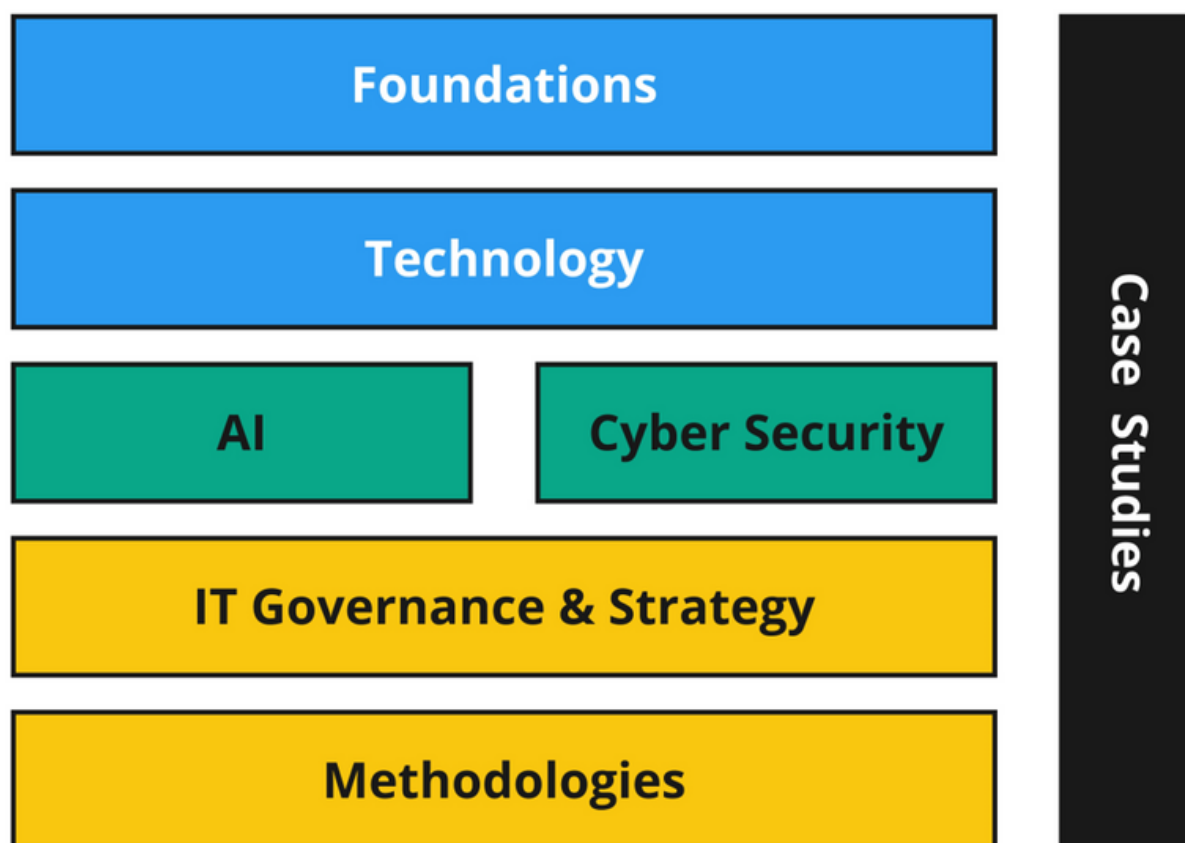 Foundations
Technology
AI
Cyber Security
IT Governance & Strategy
Methodologies
Case Studies